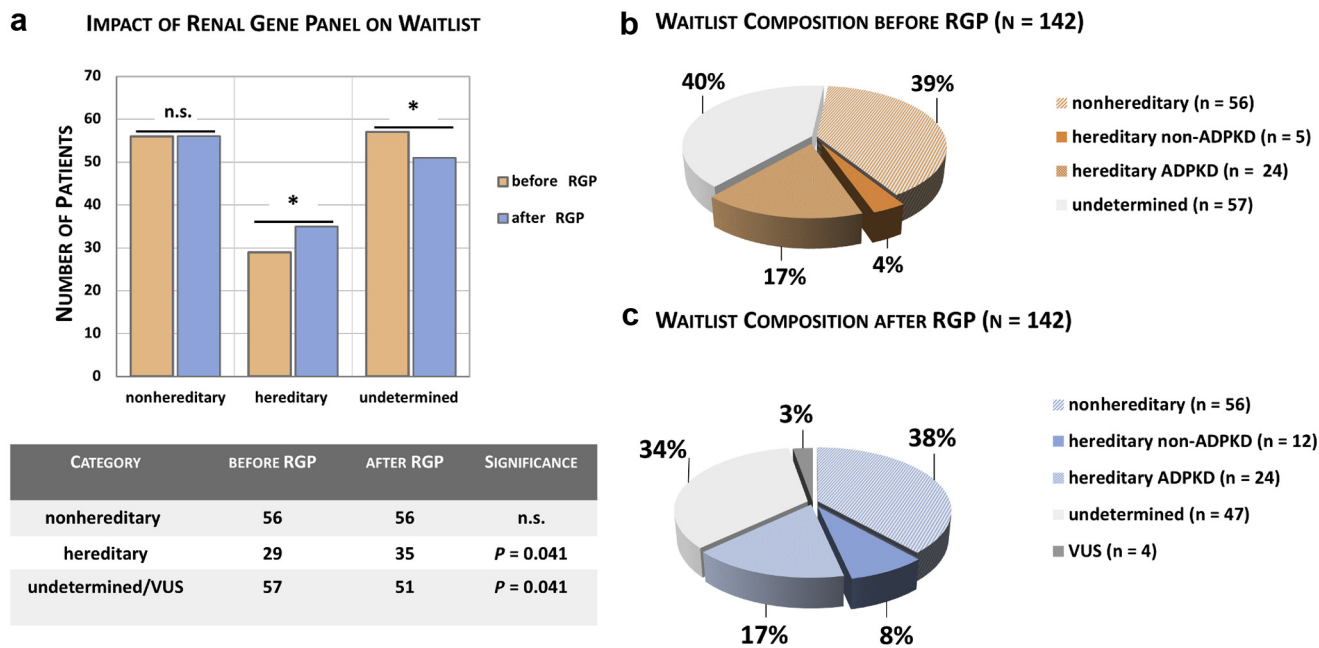 a IMPACT OF RENAL GENE PANEL ON WAITLIST
NUMBER OF PATIENTS
70
60
50
40
30
20
10
0
n.s.
*
*
nonhereditary hereditary undetermined
before RGP
after RGP
CATEGORY BEFORE RGP AFTER RGP SIGNIFICANCE
nonhereditary 56 56 n.s.
hereditary 29 35 P = 0.041
undetermined/VUS 57 51 P = 0.041
b WAITLIST COMPOSITION BEFORE RGP (N = 142)
40%
39%
17%
4%
nonhereditary (n = 56)
hereditary non-ADPKD (n = 5)
hereditary ADPKD (n = 24)
undetermined (n = 57)
c WAITLIST COMPOSITION AFTER RGP (N = 142)
3%
34%
38%
17%
8%
nonhereditary (n = 56)
hereditary non-ADPKD (n = 12)
hereditary ADPKD (n = 24)
undetermined (n = 47)
VUS (n = 4)